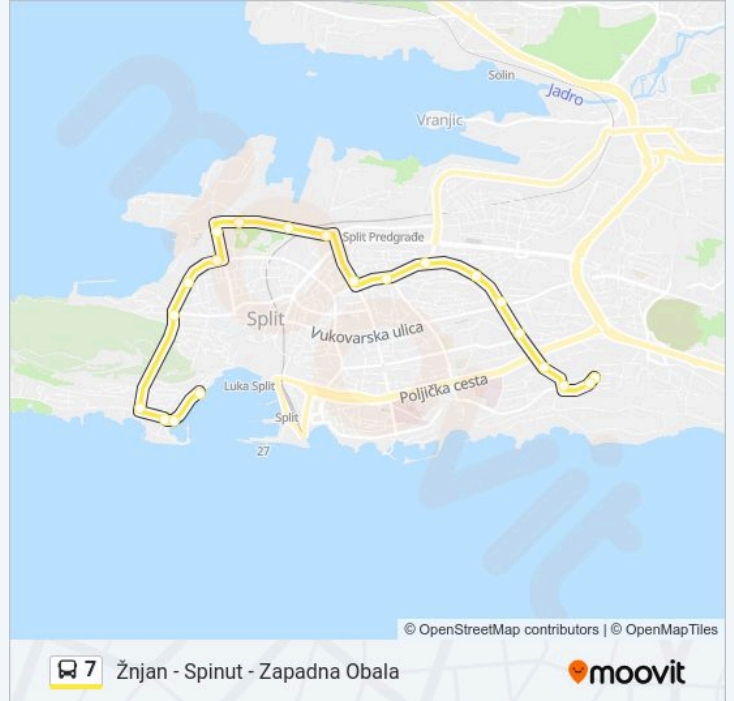 Solin
Jadro
Vranjic
Split Predgrađe
Split
Vukovarska ulica
Luka Split
Poljička cesta
Split
27
© OpenStreetMap contributors | © OpenMapTiles
7 Žnjan - Spinut - Zapadna Obala
moovit
moovit